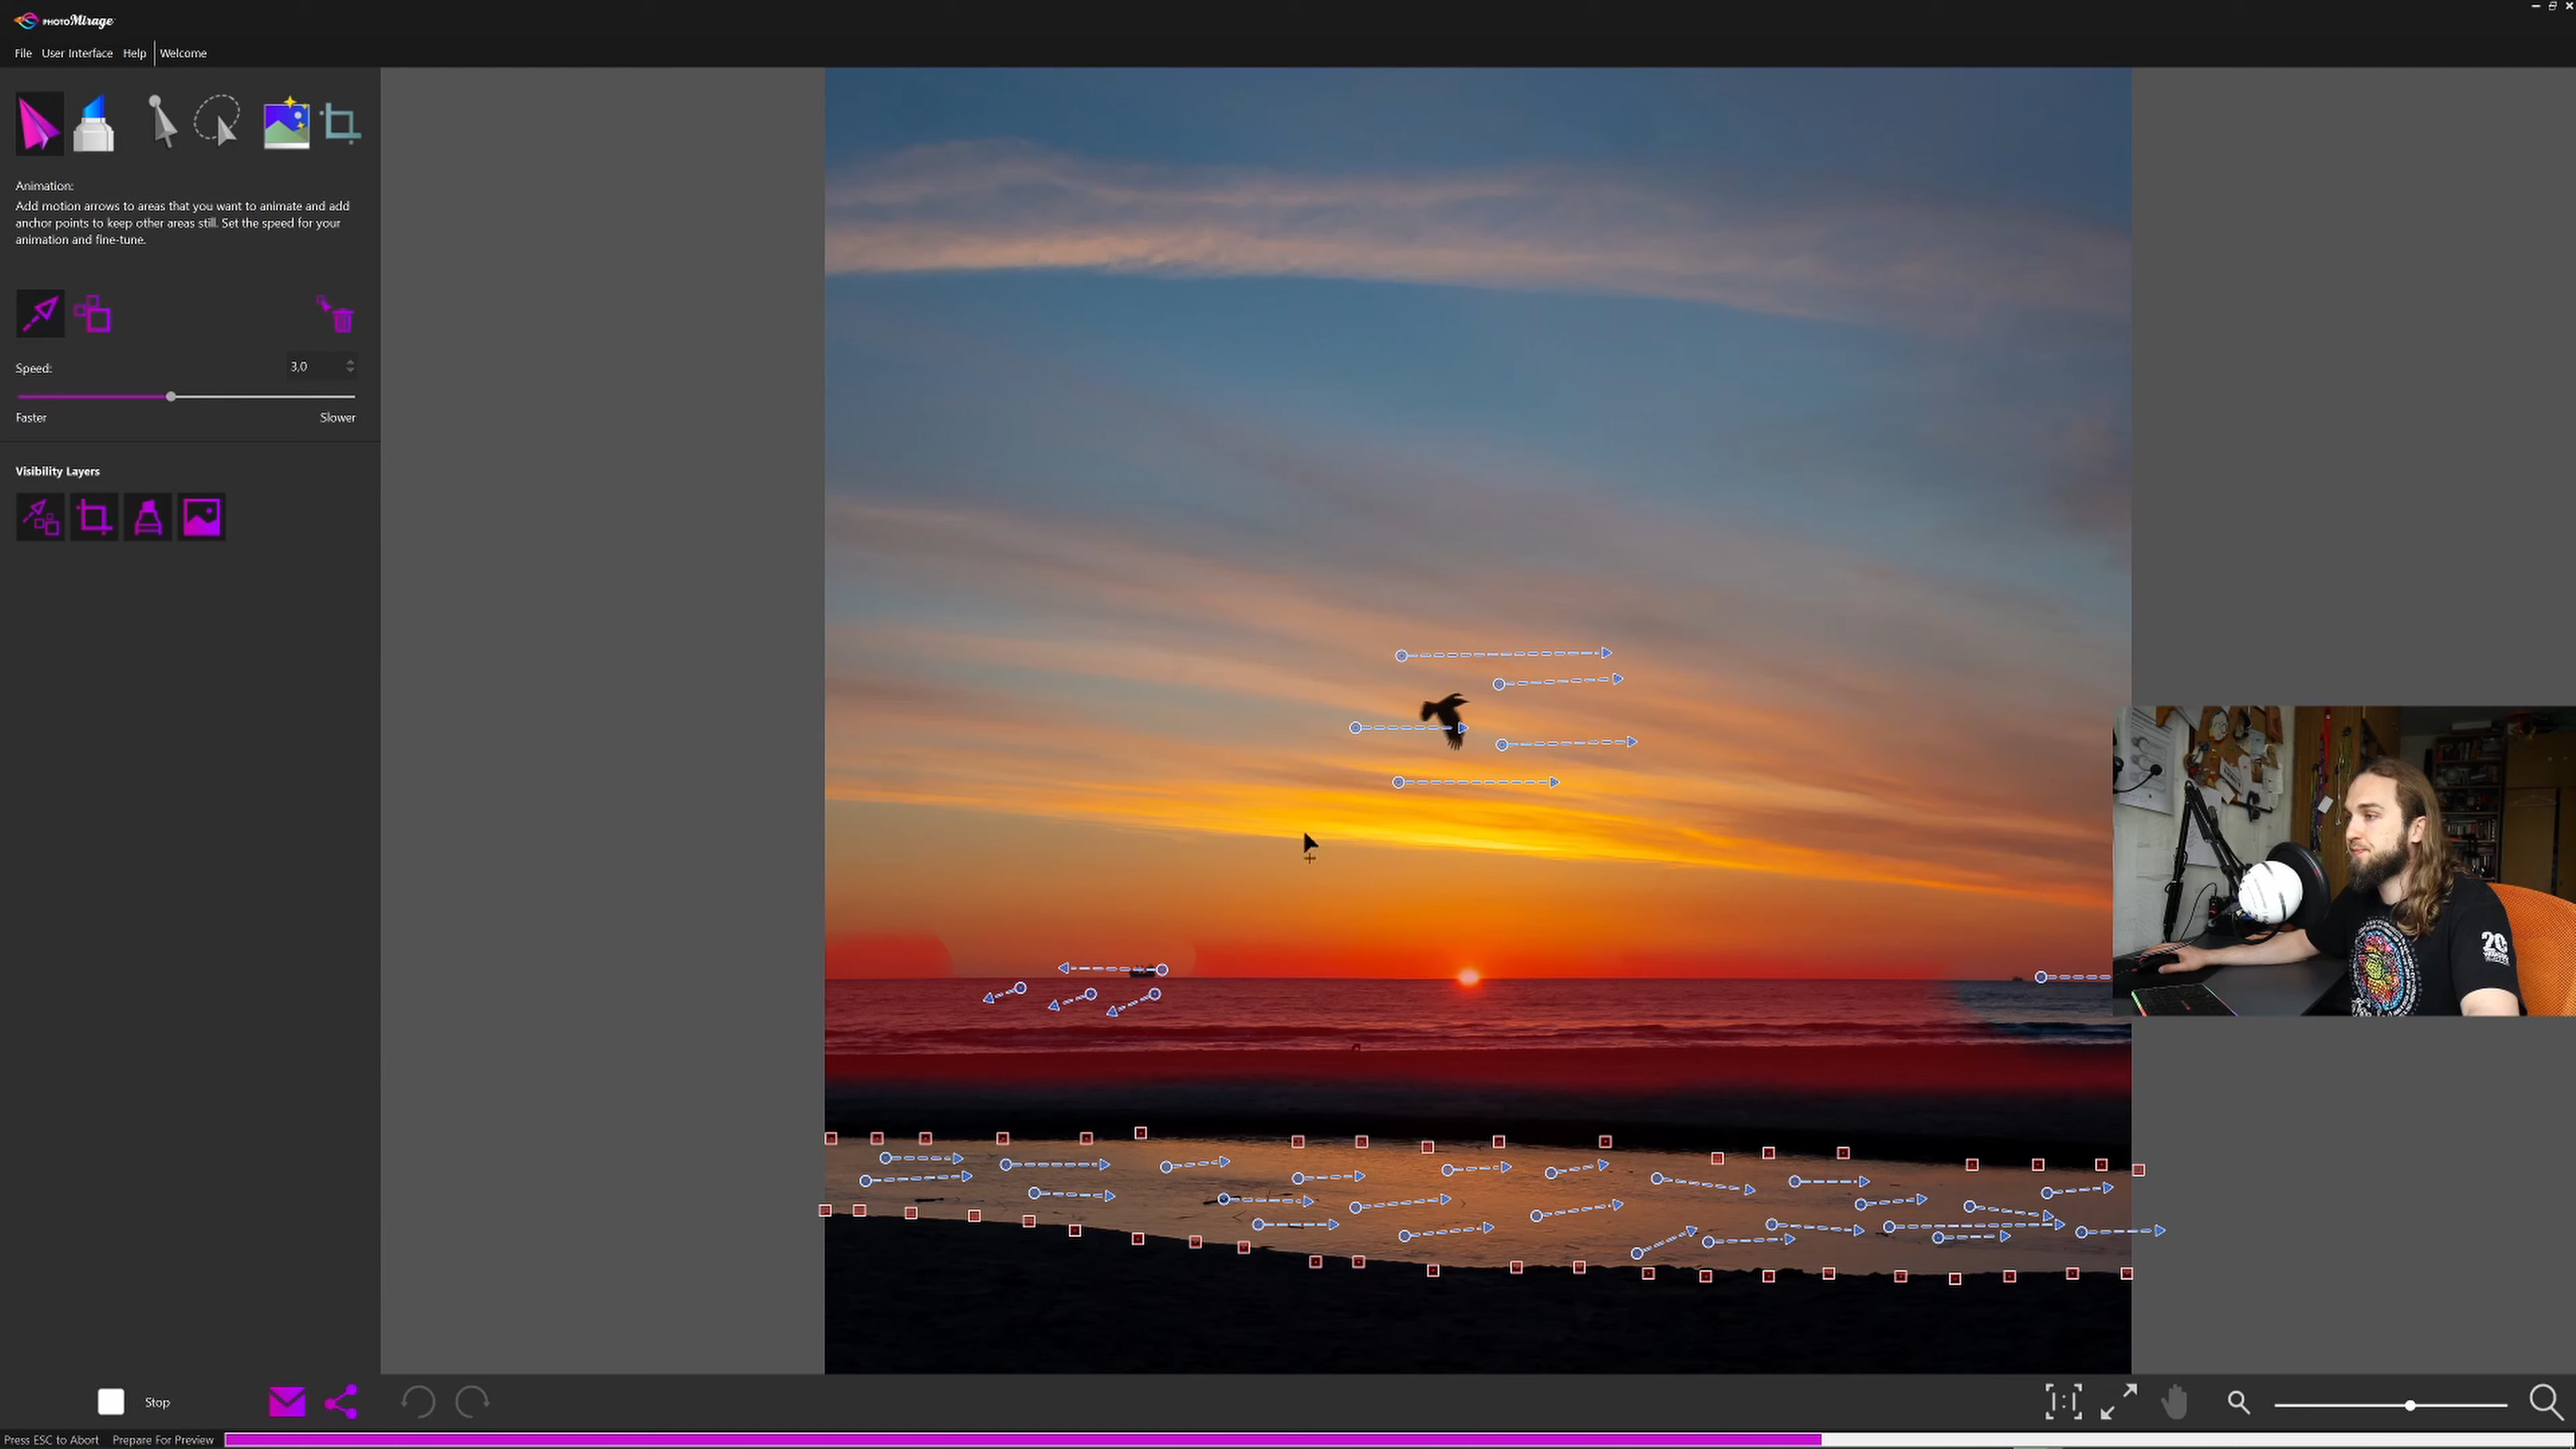 PHOTO Mirage
File User Interface Help Welcome
Animation:
Add motion arrows to areas that you want to animate and add
anchor points to keep other areas still. Set the speed for your
animation and fine-tune.
Speed: 3,0
Faster Slower
Visibility Layers
20
Stop
Press ESC to Abort Prepare For Preview